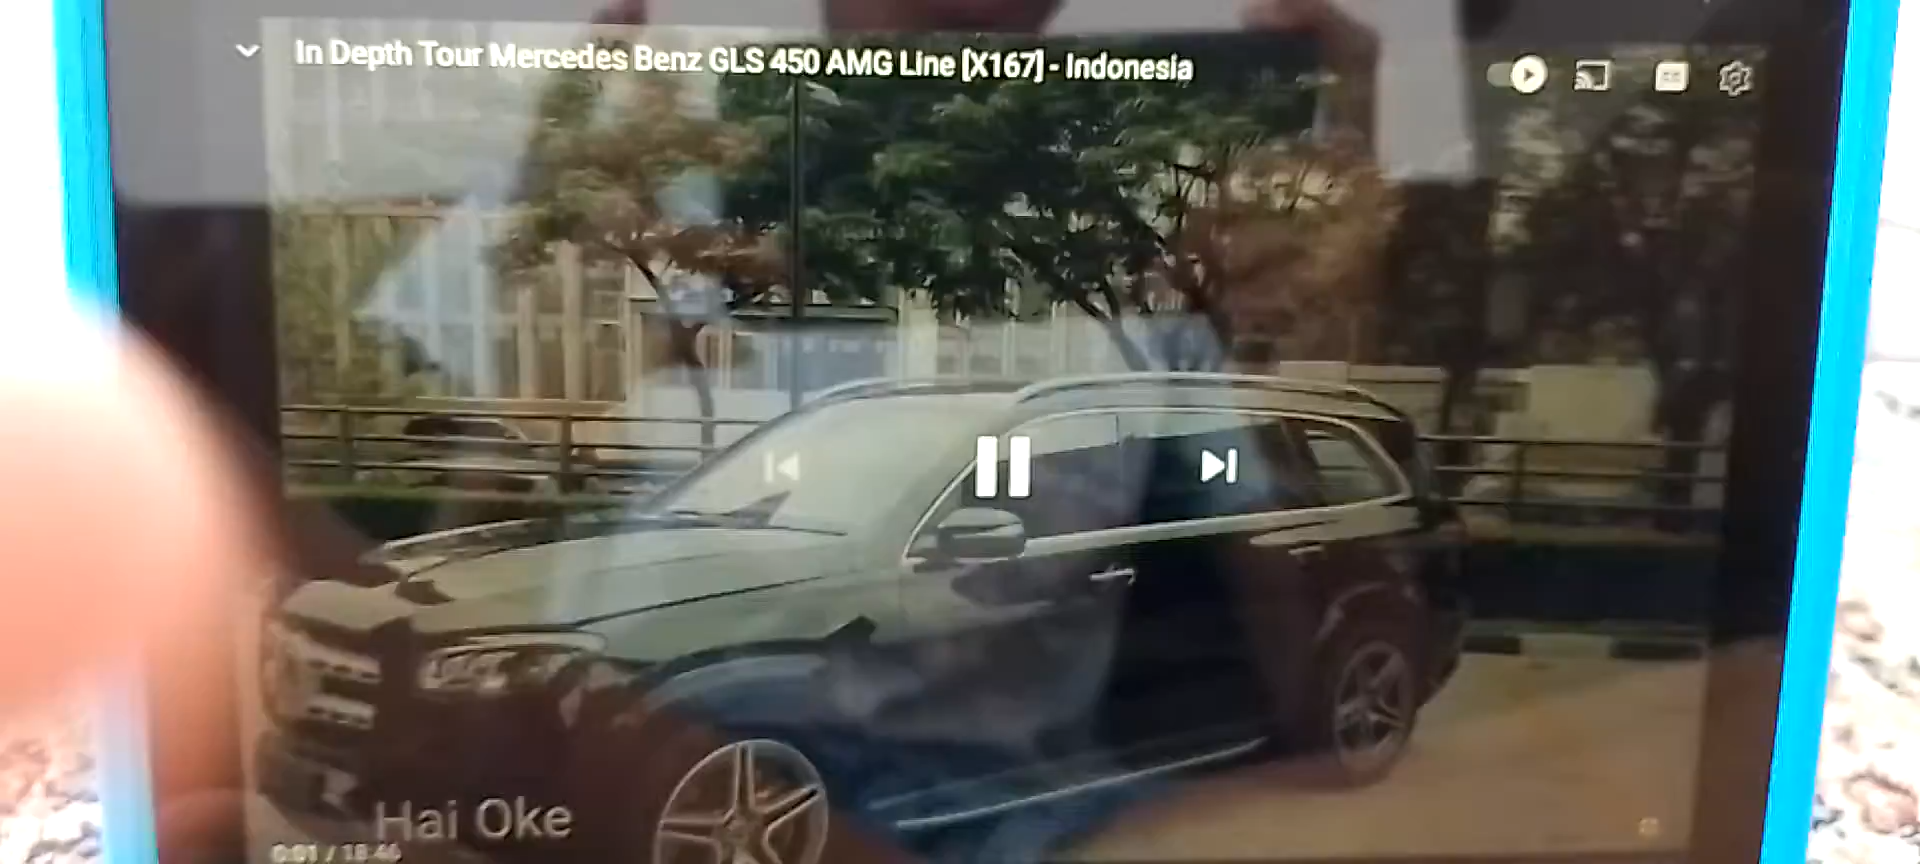 In Depth Tour Mercedes Benz GLS 450 AMG Line [X167] - Indonesia
Hai Oke
0:01 / 18:46